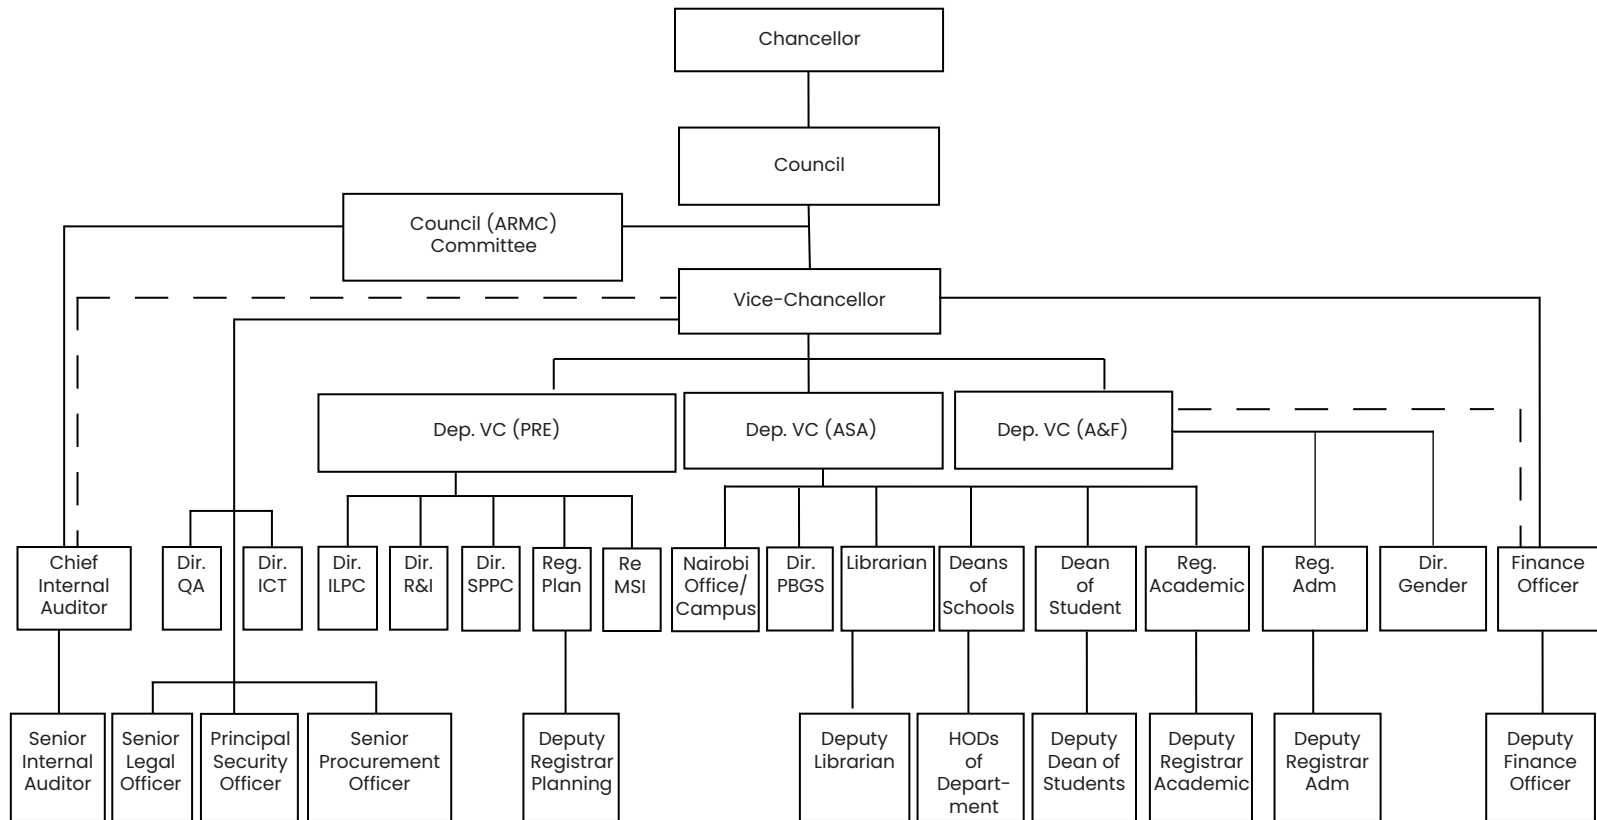 Chancellor
Council
Council (ARMC)
Committee
Vice-Chancellor
Dep. VC (PRE)
Dep. VC (ASA)
Dep. VC (A&F)
Chief
Internal
Auditor
Dir.
QA
Dir.
ICT
Dir.
ILPC
Dir.
R&I
Dir.
SPPC
Reg.
Plan
Re
MSI
Nairobi
Office/
Campus
Dir.
PBGS
Librarian
Deans
of
Schools
Dean
of
Student
Reg.
Academic
Reg.
Adm
Dir.
Gender
Finance
Officer
Senior
Internal
Auditor
Senior
Legal
Officer
Principal
Security
Officer
Senior
Procurement
Officer
Deputy
Registrar
Planning
Deputy
Librarian
HODs
of
Depart-
ment
Deputy
Dean of
Students
Deputy
Registrar
Academic
Deputy
Registrar
Adm
Deputy
Finance
Officer